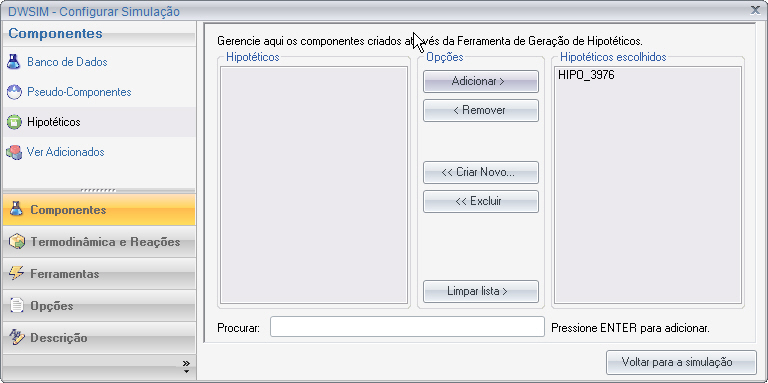 DWSIM - Configurar Simulação
Componentes
Banco de Dados
Pseudo-Componentes
Hipotéticos
Ver Adicionados
Componentes
Termodinâmica e Reações
Ferramentas
Opções
Descrição
Gerencie aqui os componentes criados através da Ferramenta de Geração de Hipotéticos.
Hipotéticos
Opções
Adicionar >
< Remover
<< Criar Novo...
<< Excluir
Limpar lista >
Hipotéticos escolhidos
HIPO_3976
Procurar:
Pressione ENTER para adicionar.
Voltar para a simulação